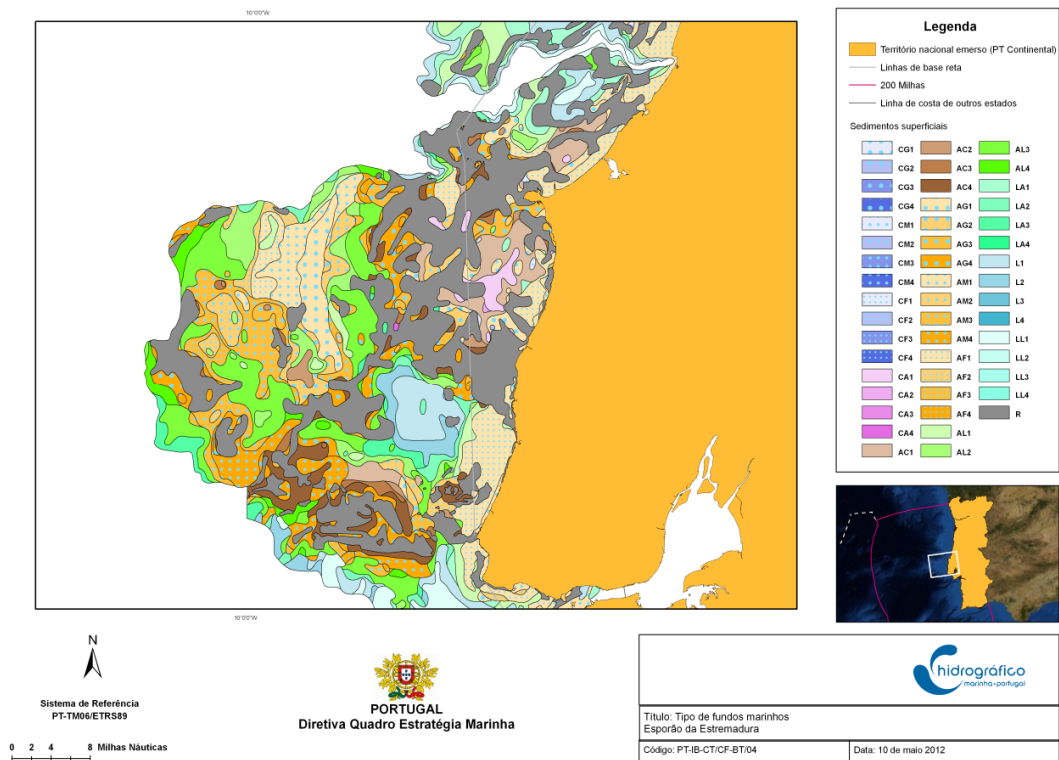 10°0'0"W
Legenda
Território nacional emerso (PT Continental)
Linhas de base reta
200 Milhas
Linha de costa de outros estados
Sedimentos superficiais
CG1
AC2
AL3
CG2
AC3
AL4
CG3
AC4
LA1
CG4
AG1
LA2
CM1
AG2
LA3
CM2
AG3
LA4
CM3
AG4
L1
CM4
AM1
L2
CF1
AM2
L3
CF2
AM3
L4
CF3
AM4
LL1
CF4
AF1
LL2
CA1
AF2
LL3
CA2
AF3
LL4
CA3
AF4
R
CA4
AL1
AC1
AL2
10°0'0"W
N
Sistema de Referência
PT-TM06/ETRS89
0 2 4 8 Milhas Náuticas
PORTUGAL
Diretiva Quadro Estratégia Marinha
hidrográfico
marinha-portugal
Título: Tipo de fundos marinhos
Esporão da Estremadura
Código: PT-IB-CT/CF-BT/04
Data: 10 de maio 2012